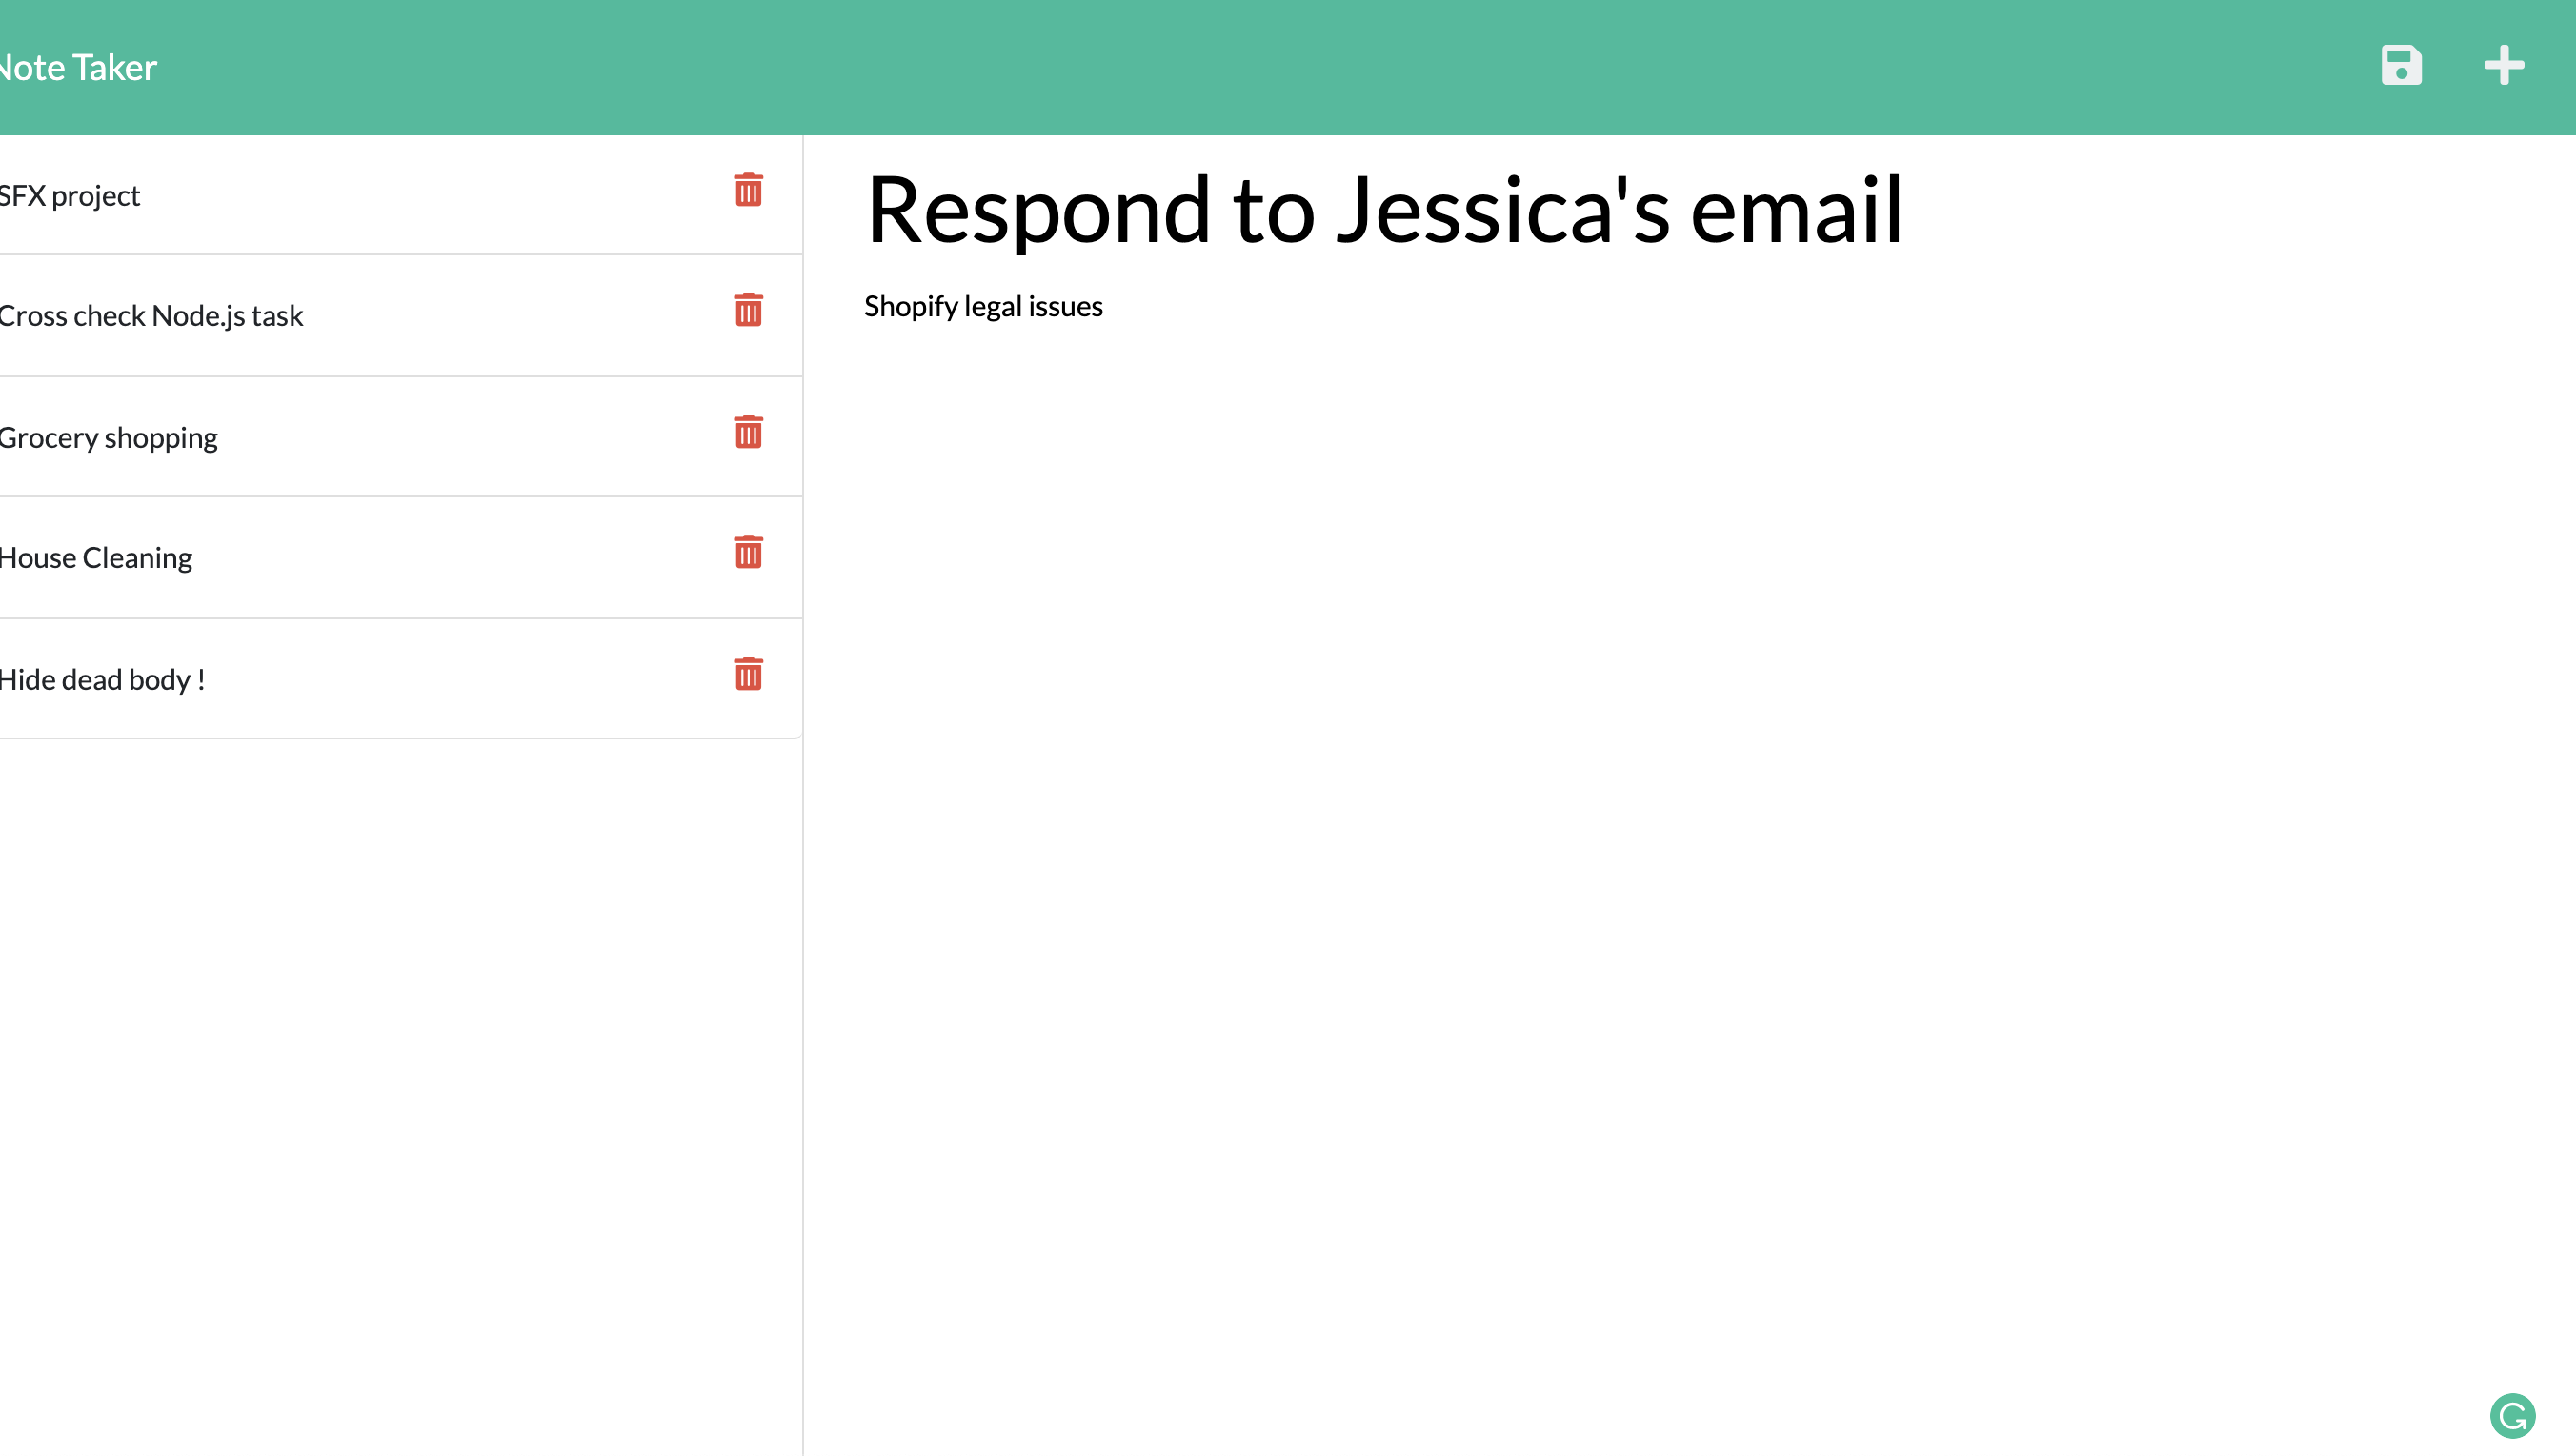 Note Taker
SFX project
Cross check Node.js task
Grocery shopping
House Cleaning
Hide dead body !
Respond to Jessica's email
Shopify legal issues